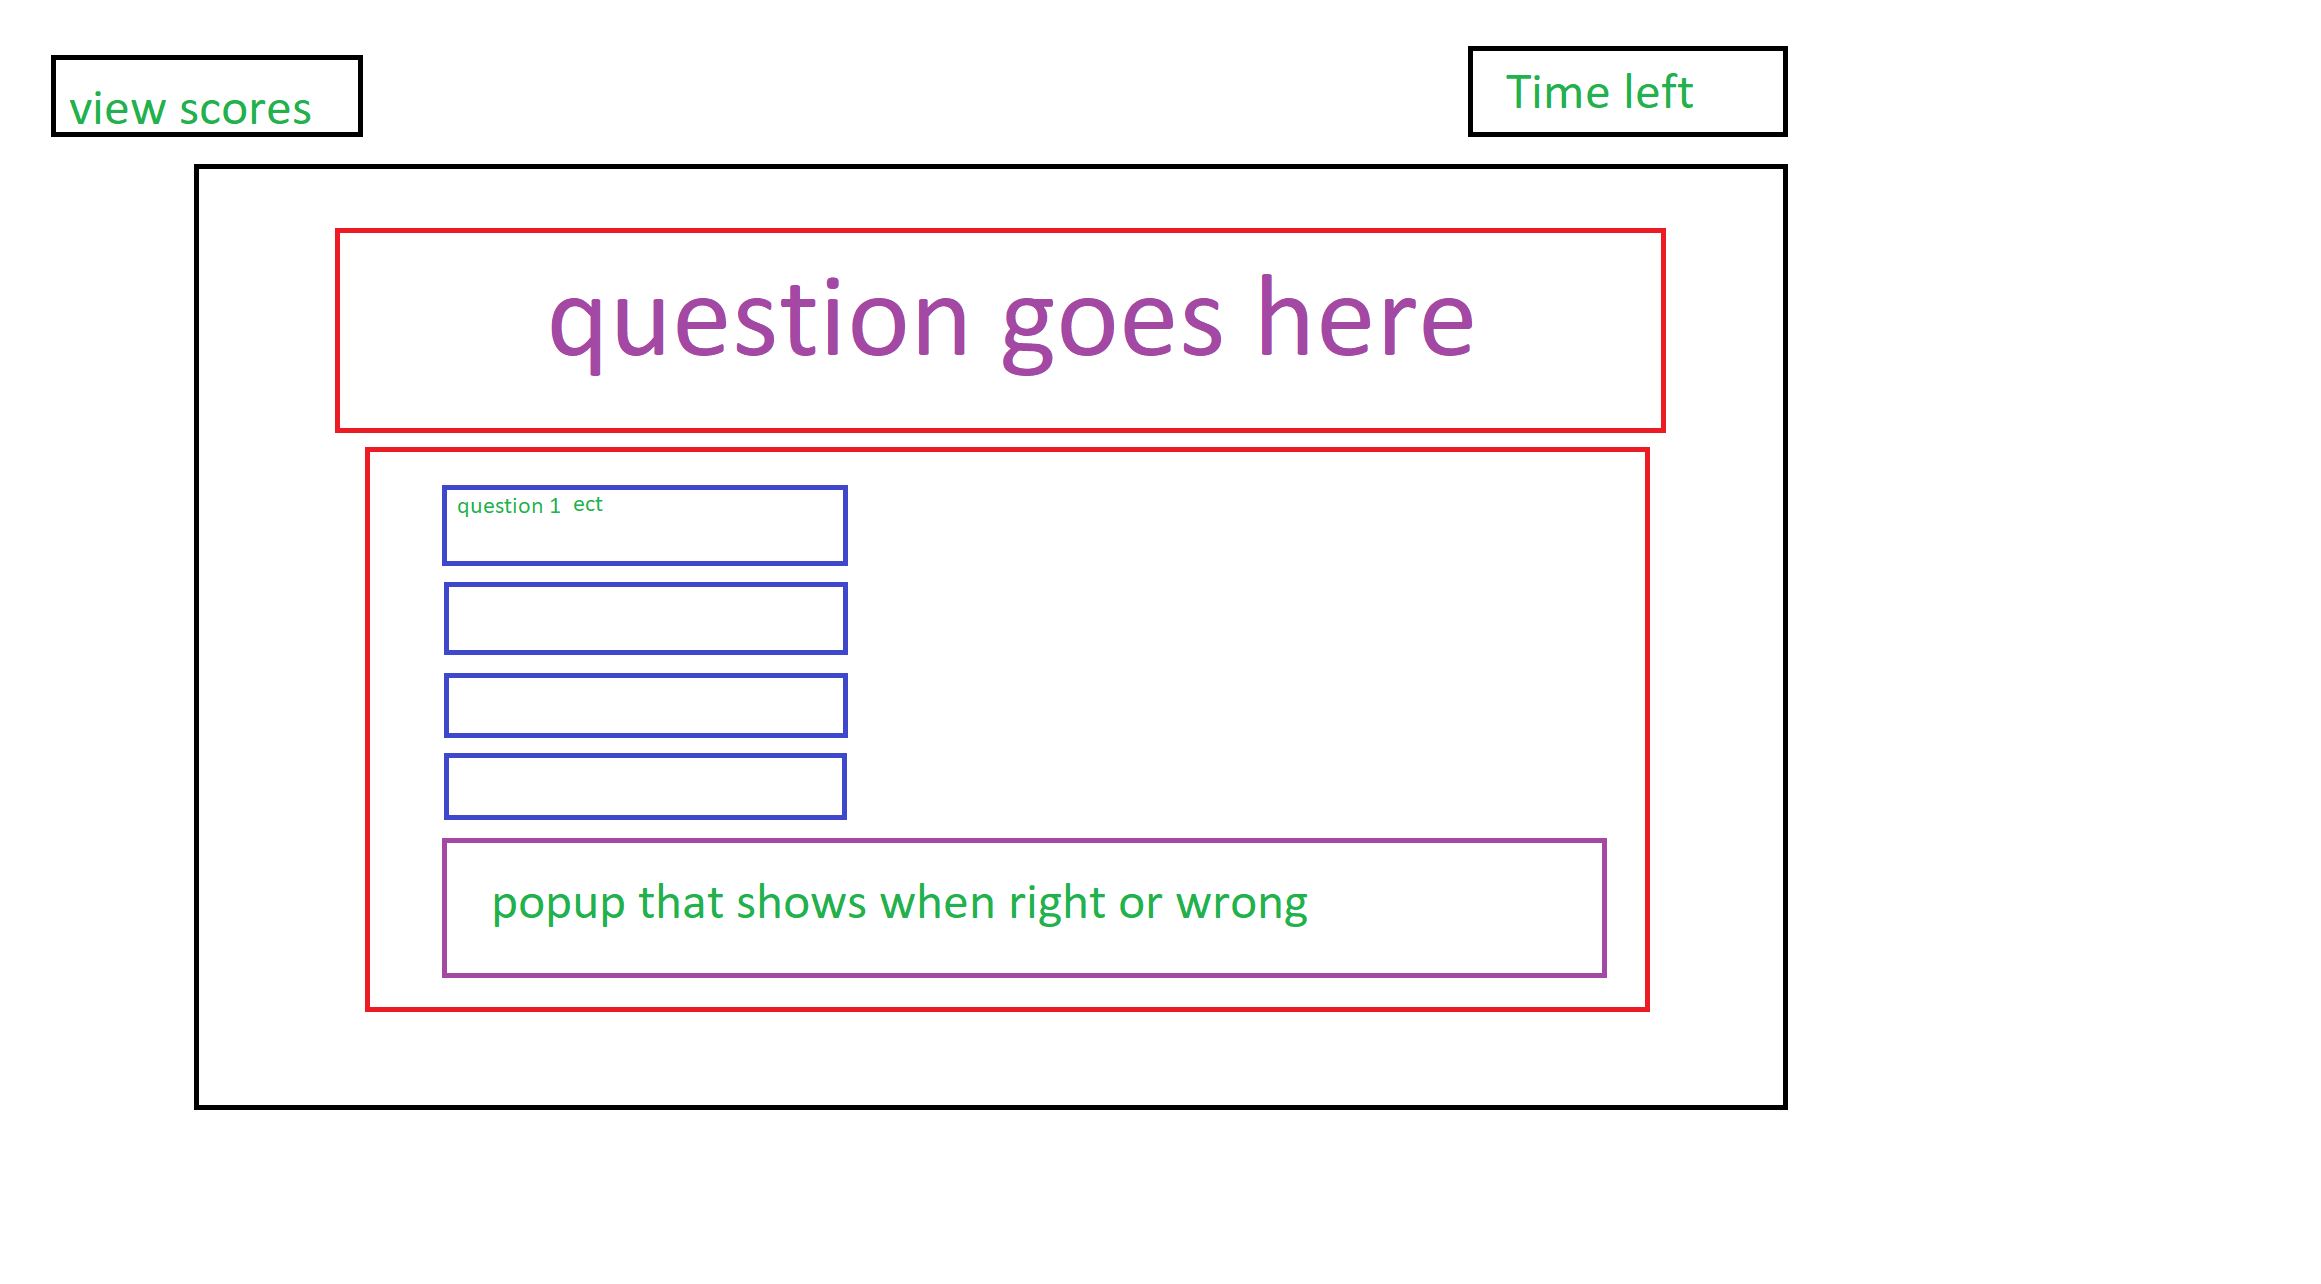 view scores
Time left
question goes here
question 1 ect
popup that shows when right or wrong